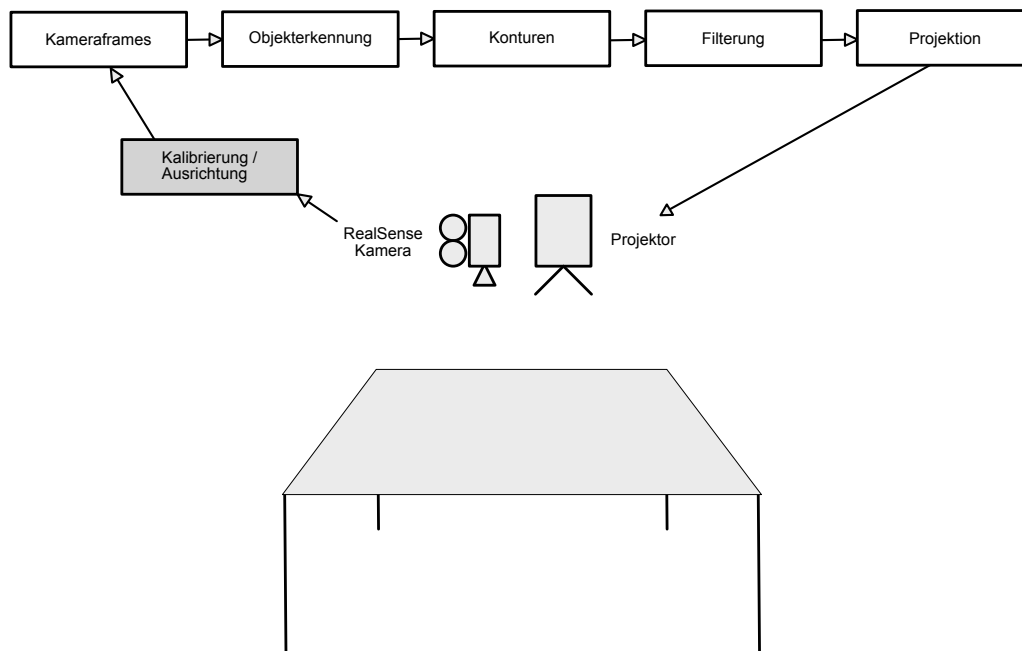 Kameraframes
Objekterkennung
Konturen
Filterung
Projektion
Kalibrierung /
Ausrichtung
RealSense
Kamera
Projektor